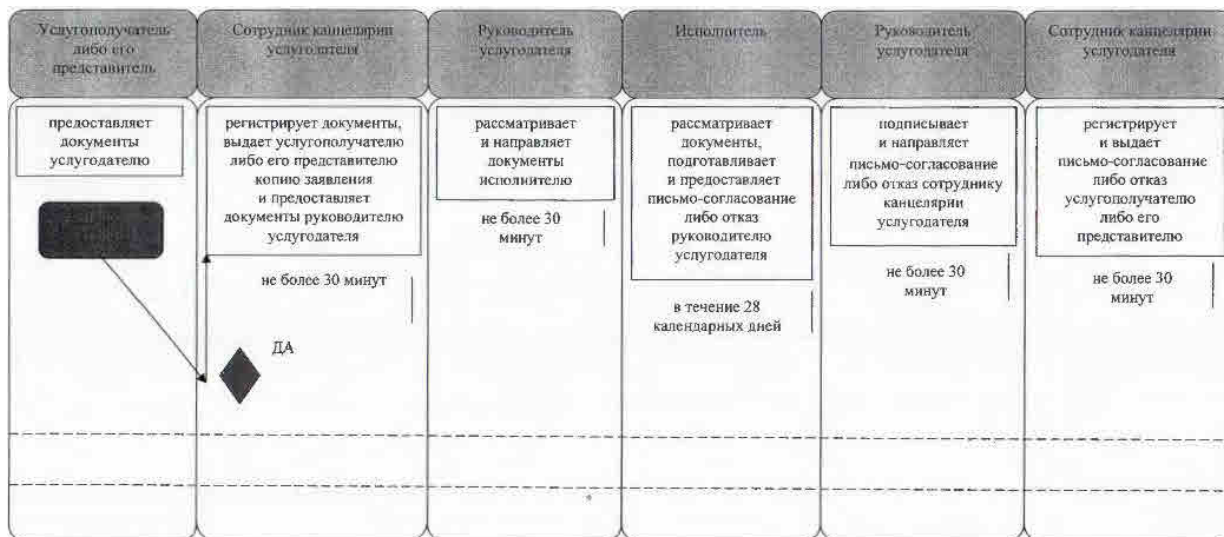 Услугополучатель
либо его
представитель
Сотрудник канцелярии
услугодателя
Руководитель
услугодателя
Исполнитель
Руководитель
услугодателя
Сотрудник канцелярии
услугодателя
предоставляет
документы
услугодателю
регистрирует документы,
выдает услугополучателю
либо его представителю
копию заявления
и предоставляет
документы руководителю
услугодателя
не более 30 минут
ДА
рассматривает
и направляет
документы
исполнителю
не более 30
минут
рассматривает
документы,
подготавливает
и предоставляет
письмо-согласование
либо отказ
руководителю
услугодателя
в течение 28
календарных дней
подписывает
и направляет
письмо-согласование
либо отказ сотруднику
канцелярии
услугодателя
не более 30
минут
регистрирует
и выдает
письмо-согласование
либо отказ
услугополучателю
либо его
представителю
не более 30
минут